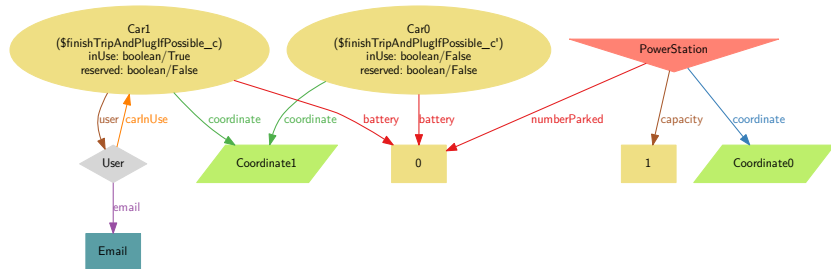 Car1
($finishTripAndPlugIfPossible_c)
inUse: boolean/True
reserved: boolean/False
Car0
($finishTripAndPlugIfPossible_c')
inUse: boolean/False
reserved: boolean/False
PowerStation
user
carInUse
coordinate
coordinate
battery
battery
numberParked
capacity
coordinate
User
Coordinate1
0
1
Coordinate0
email
Email